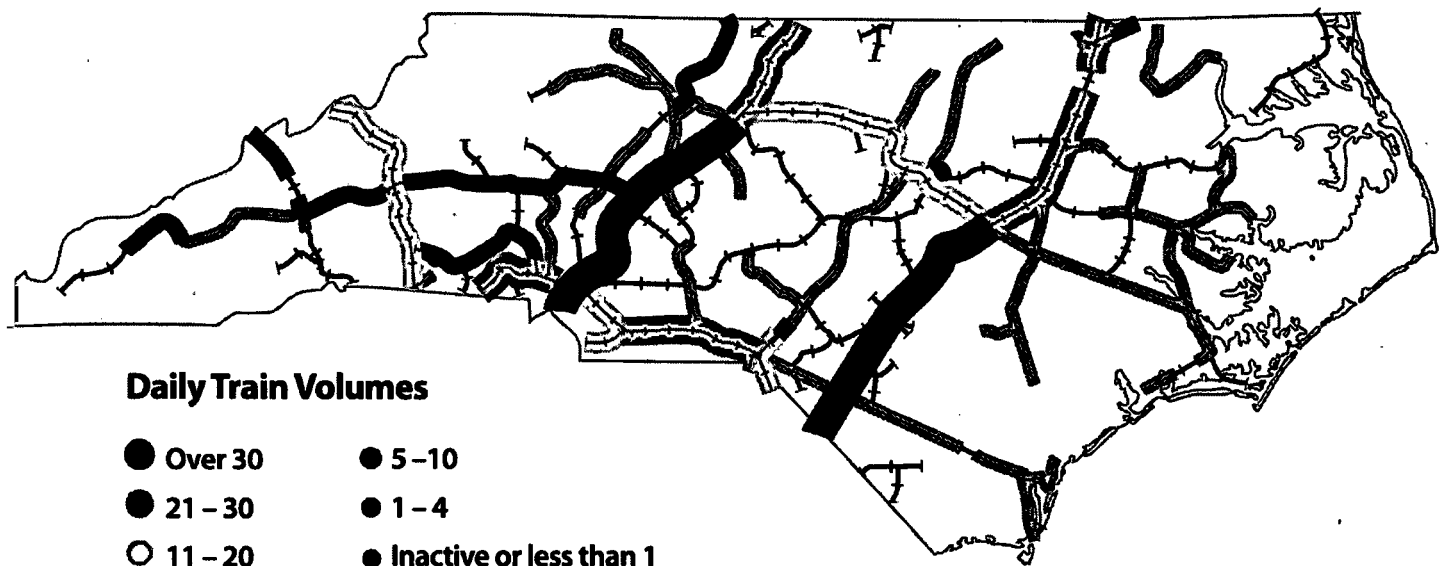 Daily Train Volumes
Over 30
21 – 30
11 – 20
5 –10
1 – 4
Inactive or less than 1